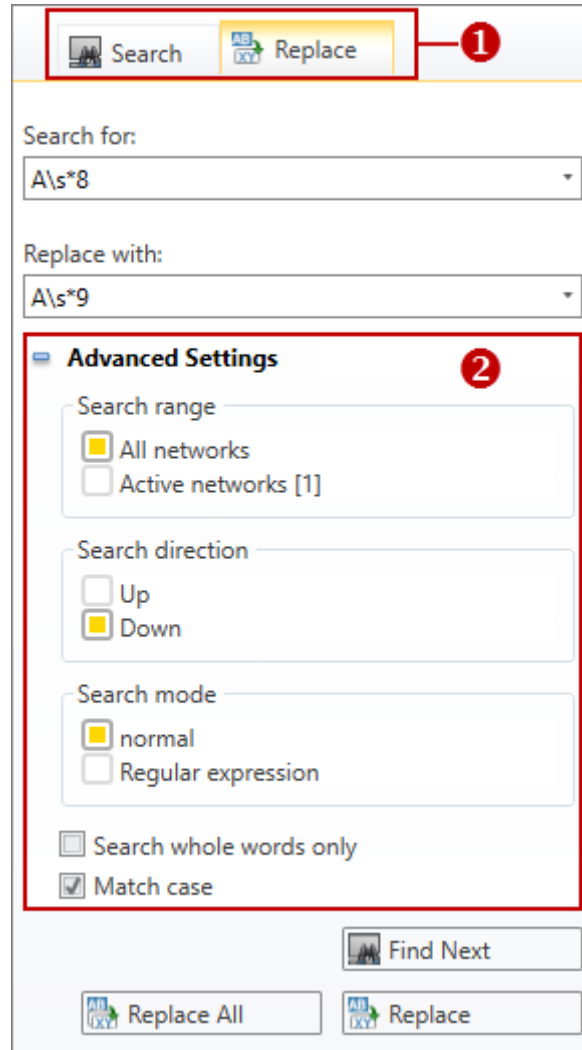 Search
Replace
1
Search for:
A\s*8
Replace with:
A\s*9
Advanced Settings
2
Search range
All networks
Active networks [1]
Search direction
Up
Down
Search mode
normal
Regular expression
Search whole words only
Match case
Find Next
Replace All
Replace